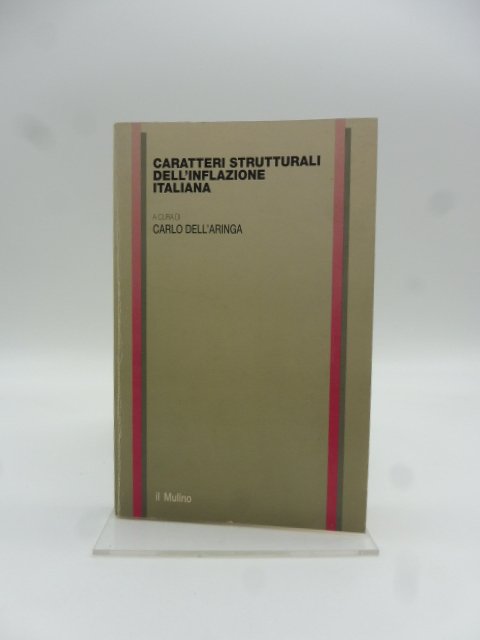 CARATTERI STRUTTURALI
DELL'INFLAZIONE
ITALIANA
A CURA DI
CARLO DELL'ARINGA
il Mulino